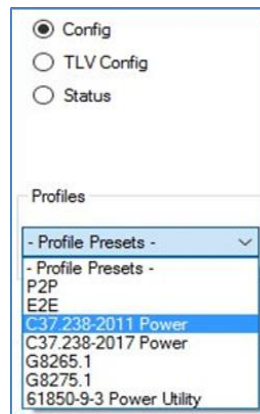 Config
TLV Config
Status
Profiles
- Profile Presets -
- Profile Presets -
P2P
E2E
C37.238-2011 Power
C37.238-2017 Power
G8265.1
G8275.1
61850-9-3 Power Utility